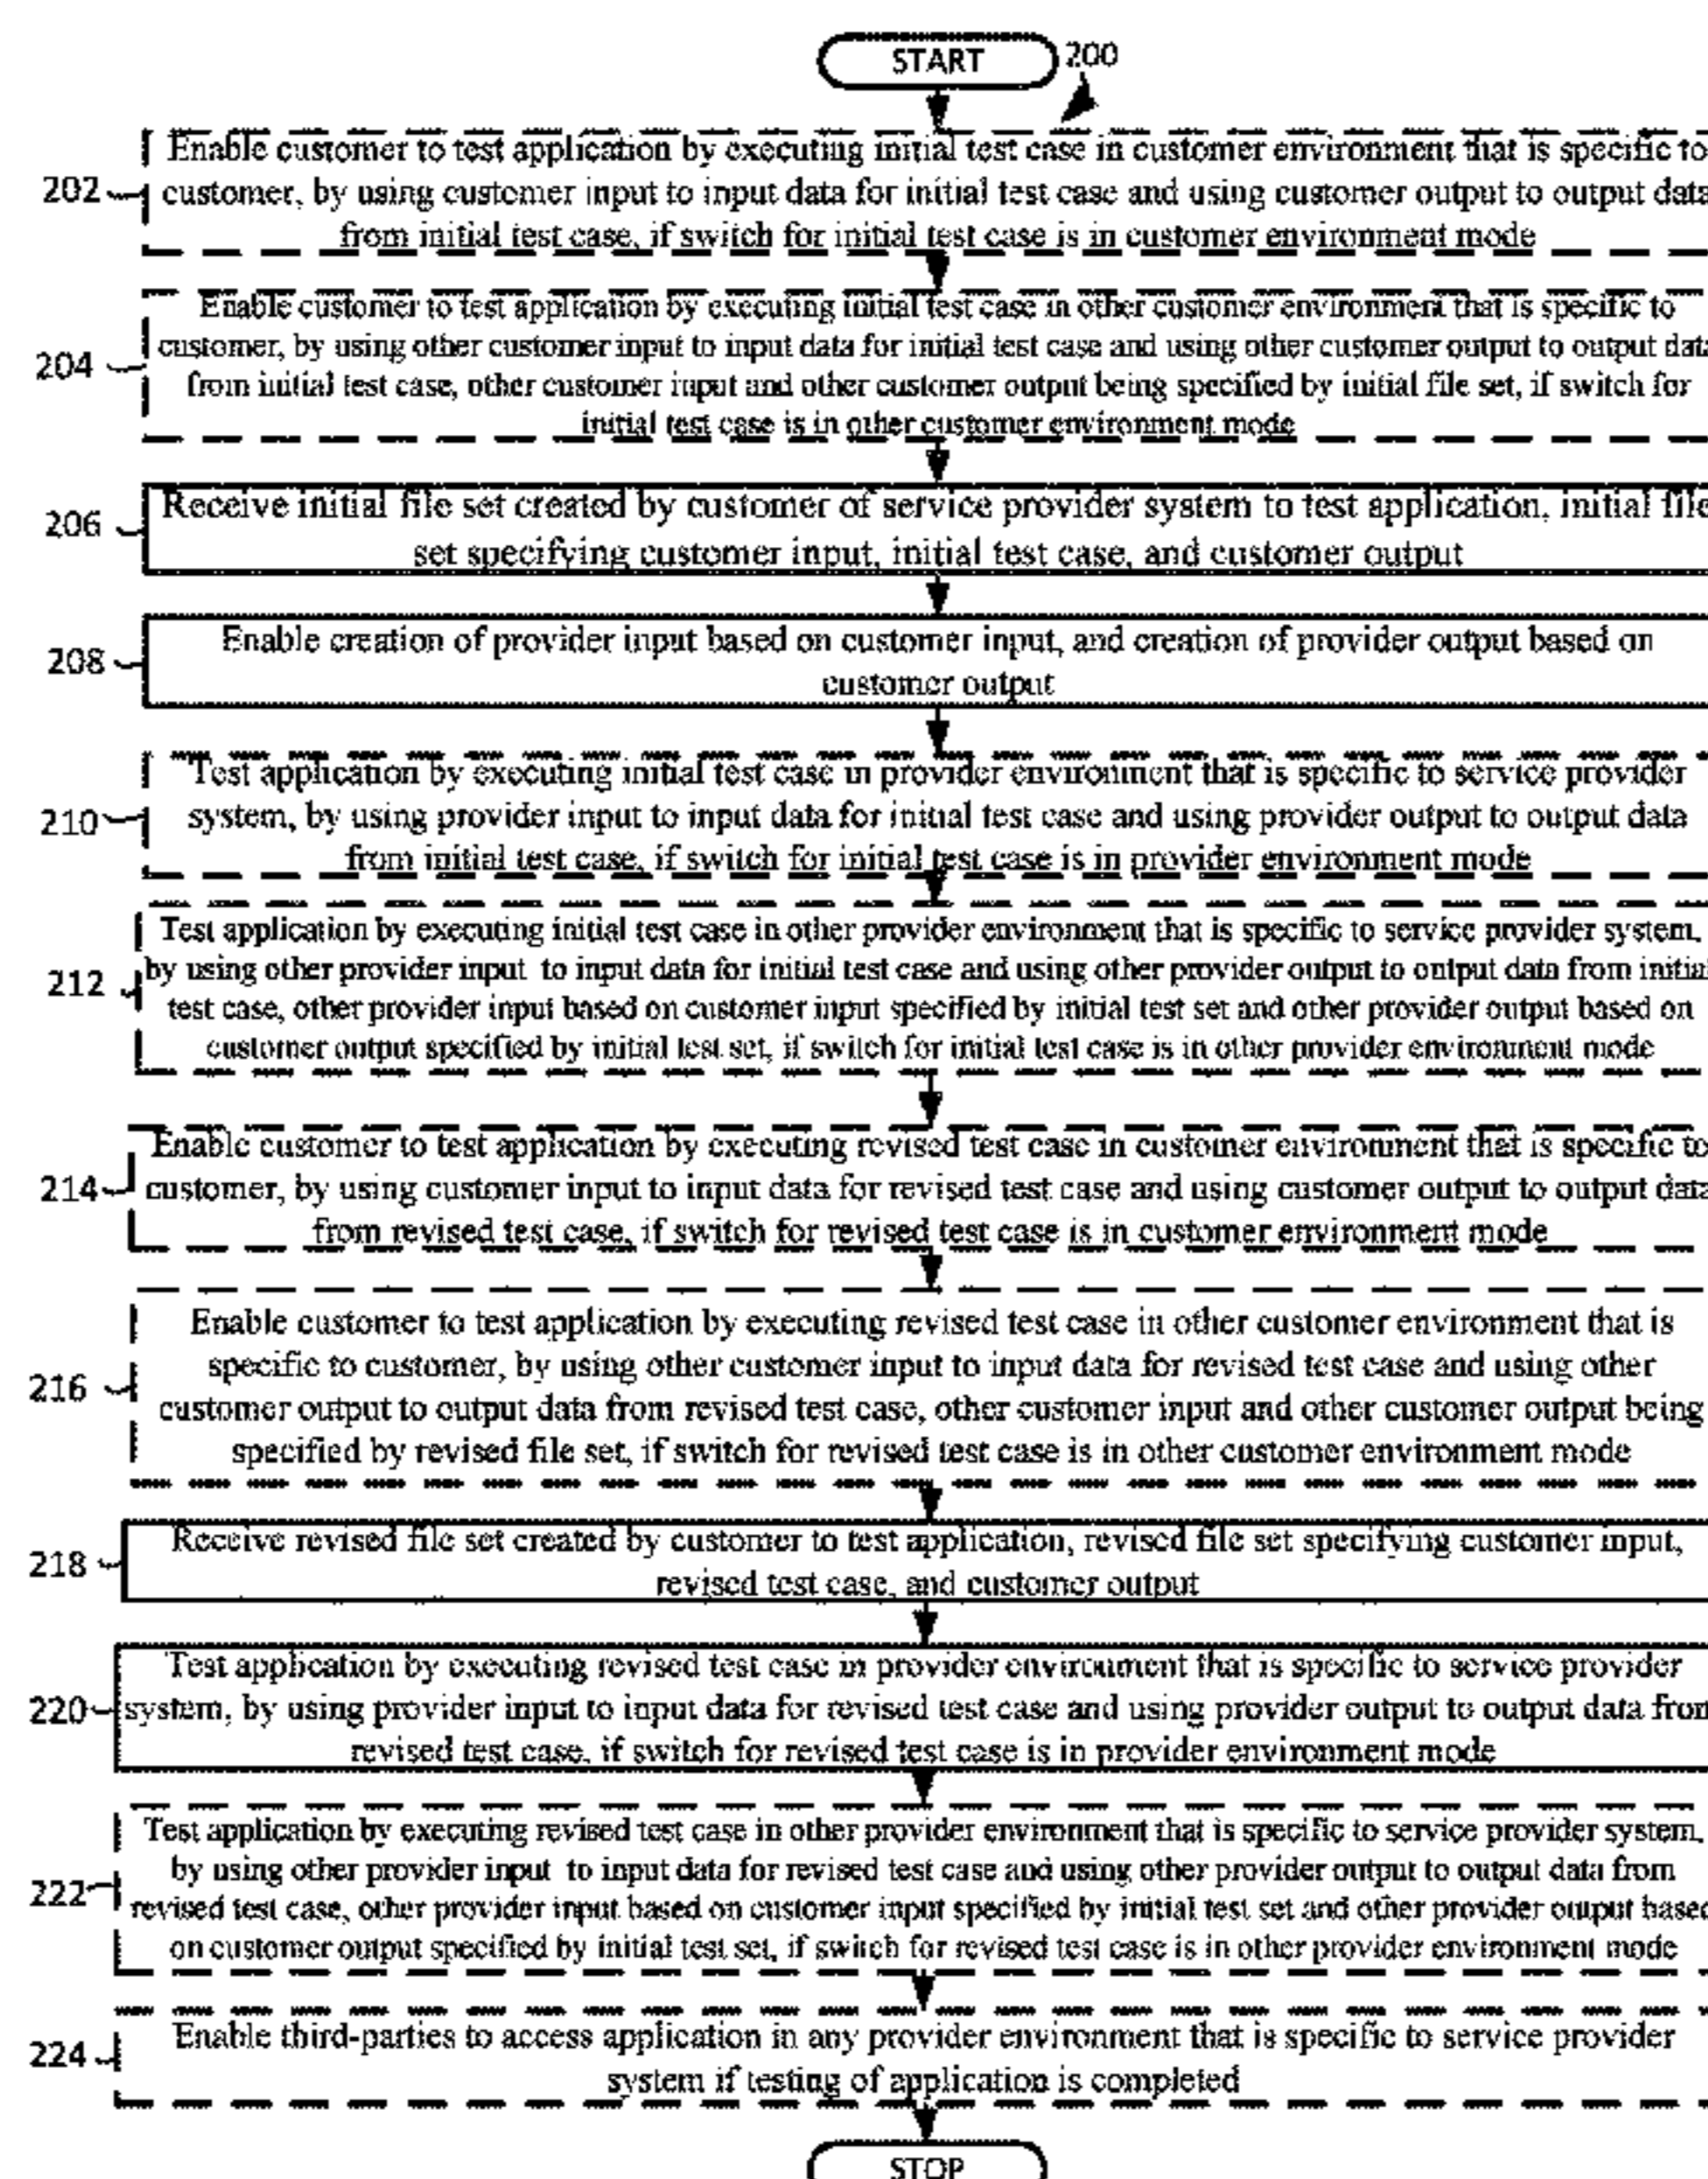 START
200
202
Enable customer to test application by executing initial test case in customer environment that is specific to
customer, by using customer input to input data for initial test case and using customer output to output data
from initial test case, if switch for initial test case is in customer environment mode
204
Enable customer to test application by executing initial test case in other customer environment that is specific to
customer, by using other customer input to input data for initial test case and using other customer output to output data
from initial test case, other customer input and other customer output being specified by initial file set, if switch for
initial test case is in other customer environment mode
206
Receive initial file set created by customer of service provider system to test application, initial file
set specifying customer input, initial test case, and customer output
208
Enable creation of provider input based on customer input, and creation of provider output based on
customer output
210
Test application by executing initial test case in provider environment that is specific to service provider
system, by using provider input to input data for initial test case and using provider output to output data
from initial test case, if switch for initial test case is in provider environment mode
212
Test application by executing initial test case in other provider environment that is specific to service provider system,
by using other provider input to input data for initial test case and using other provider output to output data from initial
test case, other provider input based on customer input specified by initial test set and other provider output based on
customer output specified by initial test set, if switch for initial test case is in other provider environment mode
214
Enable customer to test application by executing revised test case in customer environment that is specific to
customer, by using customer input to input data for revised test case and using customer output to output data
from revised test case, if switch for revised test case is in customer environment mode
216
Enable customer to test application by executing revised test case in other customer environment that is
specific to customer, by using other customer input to input data for revised test case and using other
customer output to output data from revised test case, other customer input and other customer output being
specified by revised file set, if switch for revised test case is in other customer environment mode
218
Receive revised file set created by customer to test application, revised file set specifying customer input,
revised test case, and customer output
220
Test application by executing revised test case in provider environment that is specific to service provider
system, by using provider input to input data for revised test case and using provider output to output data from
revised test case, if switch for revised test case is in provider environment mode
222
Test application by executing revised test case in other provider environment that is specific to service provider system,
by using other provider input to input data for revised test case and using other provider output to output data from
revised test case, other provider input based on customer input specified by initial test set and other provider output based
on customer output specified by initial test set, if switch for revised test case is in other provider environment mode
224
Enable third-parties to access application in any provider environment that is specific to service provider
system if testing of application is completed
STOP